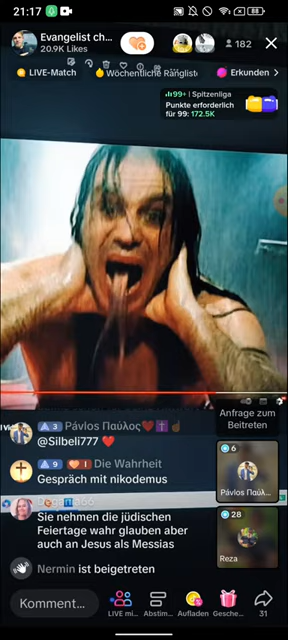 21:17
88
Evangelist ch...
20.9K Likes
182
LIVE-Match
Wöchentliche Rangliste
Erkunden >
99+ | Spitzenliga
Punkte erforderlich
für 99: 172.5K
Anfrage zum
Beitreten
3 Pávlos Παύλος
@Silbeli777
9 1 Die Wahrheit
Gespräch mit nikodemus
6
Pávlos Παύλ...
Sie nehmen die jüdischen
Feiertage wahr glauben aber
auch an Jesus als Messias
28
Reza
Nermin ist beigetreten
Komment...
LIVE mi...
Abstim...
Aufladen
Gesche...
31